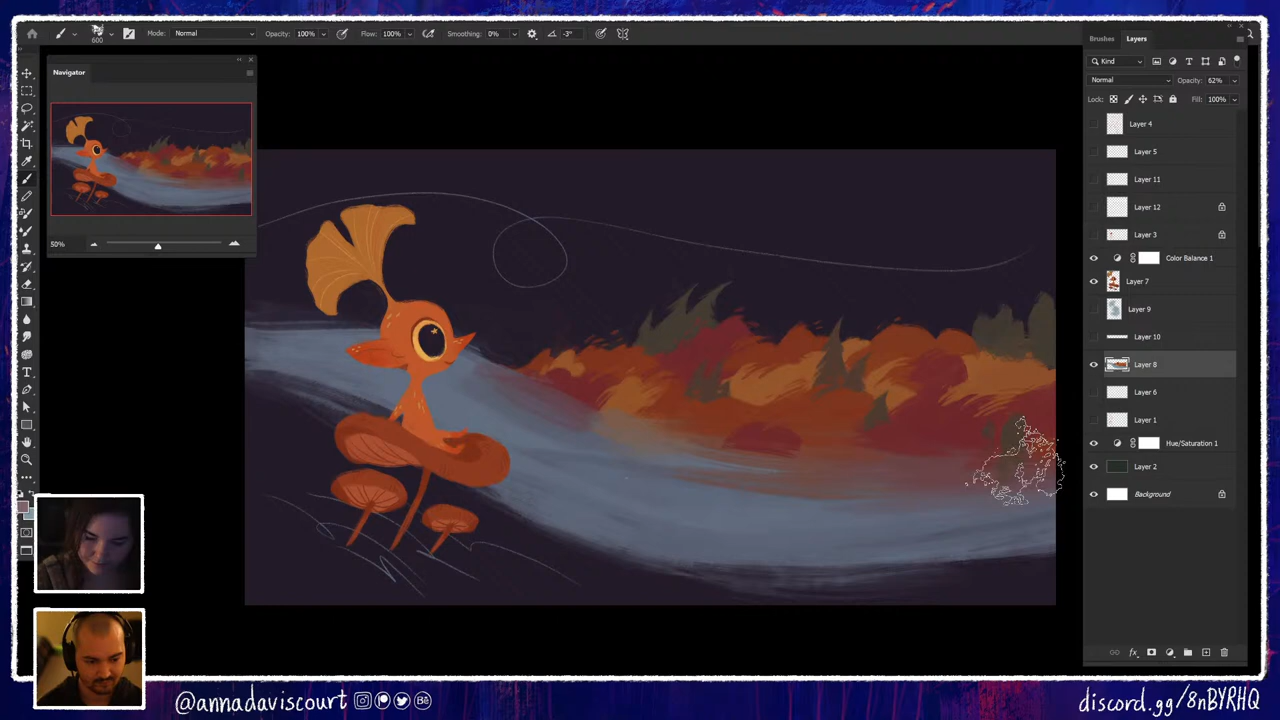 600
Mode: Normal
Opacity: 100%
Flow: 100%
Smoothing: 0%
-3°
Navigator
50%
Brushes
Layers
Kind
Normal
Opacity: 62%
Lock:
Fill: 100%
Layer 4
Layer 5
Layer 11
Layer 12
Layer 3
Color Balance 1
Layer 7
Layer 9
Layer 10
Layer 8
Layer 6
Layer 1
Hue/Saturation 1
Layer 2
Background
@annadaviscourt
discord.gg/8nBYRHQ